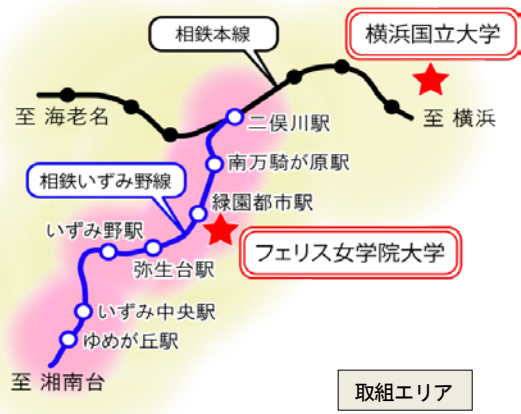 相鉄本線
横浜国立大学
至 海老名
至 横浜
二俣川駅
南万騎が原駅
相鉄いずみ野線
緑園都市駅
いずみ野駅
フェリス女学院大学
弥生台駅
いずみ中央駅
ゆめが丘駅
至 湘南台
取組エリア